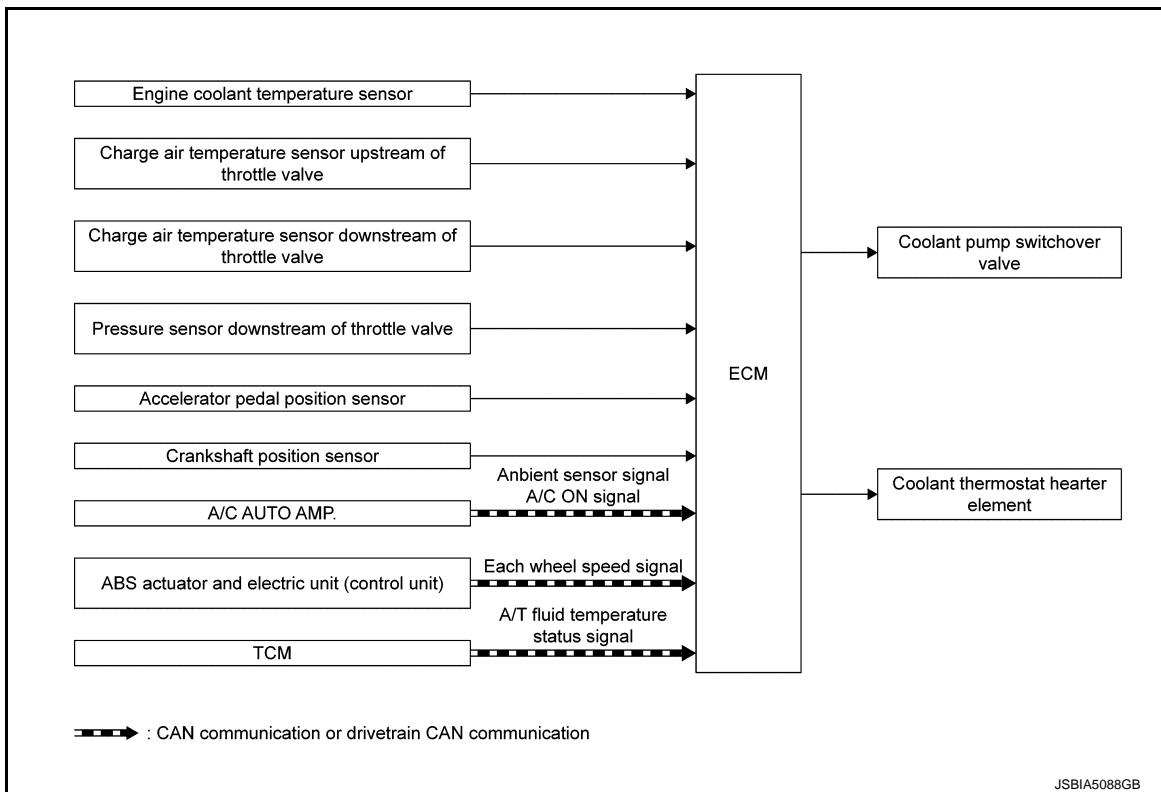 Engine coolant temperature sensor
Charge air temperature sensor upstream of
throttle valve
Charge air temperature sensor downstream of
throttle valve
Pressure sensor downstream of throttle valve
Accelerator pedal position sensor
Crankshaft position sensor
A/C AUTO AMP.
Anbient sensor signal
A/C ON signal
ABS actuator and electric unit (control unit)
Each wheel speed signal
TCM
A/T fluid temperature
status signal
ECM
Coolant pump switchover
valve
Coolant thermostat hearter
element
: CAN communication or drivetrain CAN communication
JSBIA5088GB